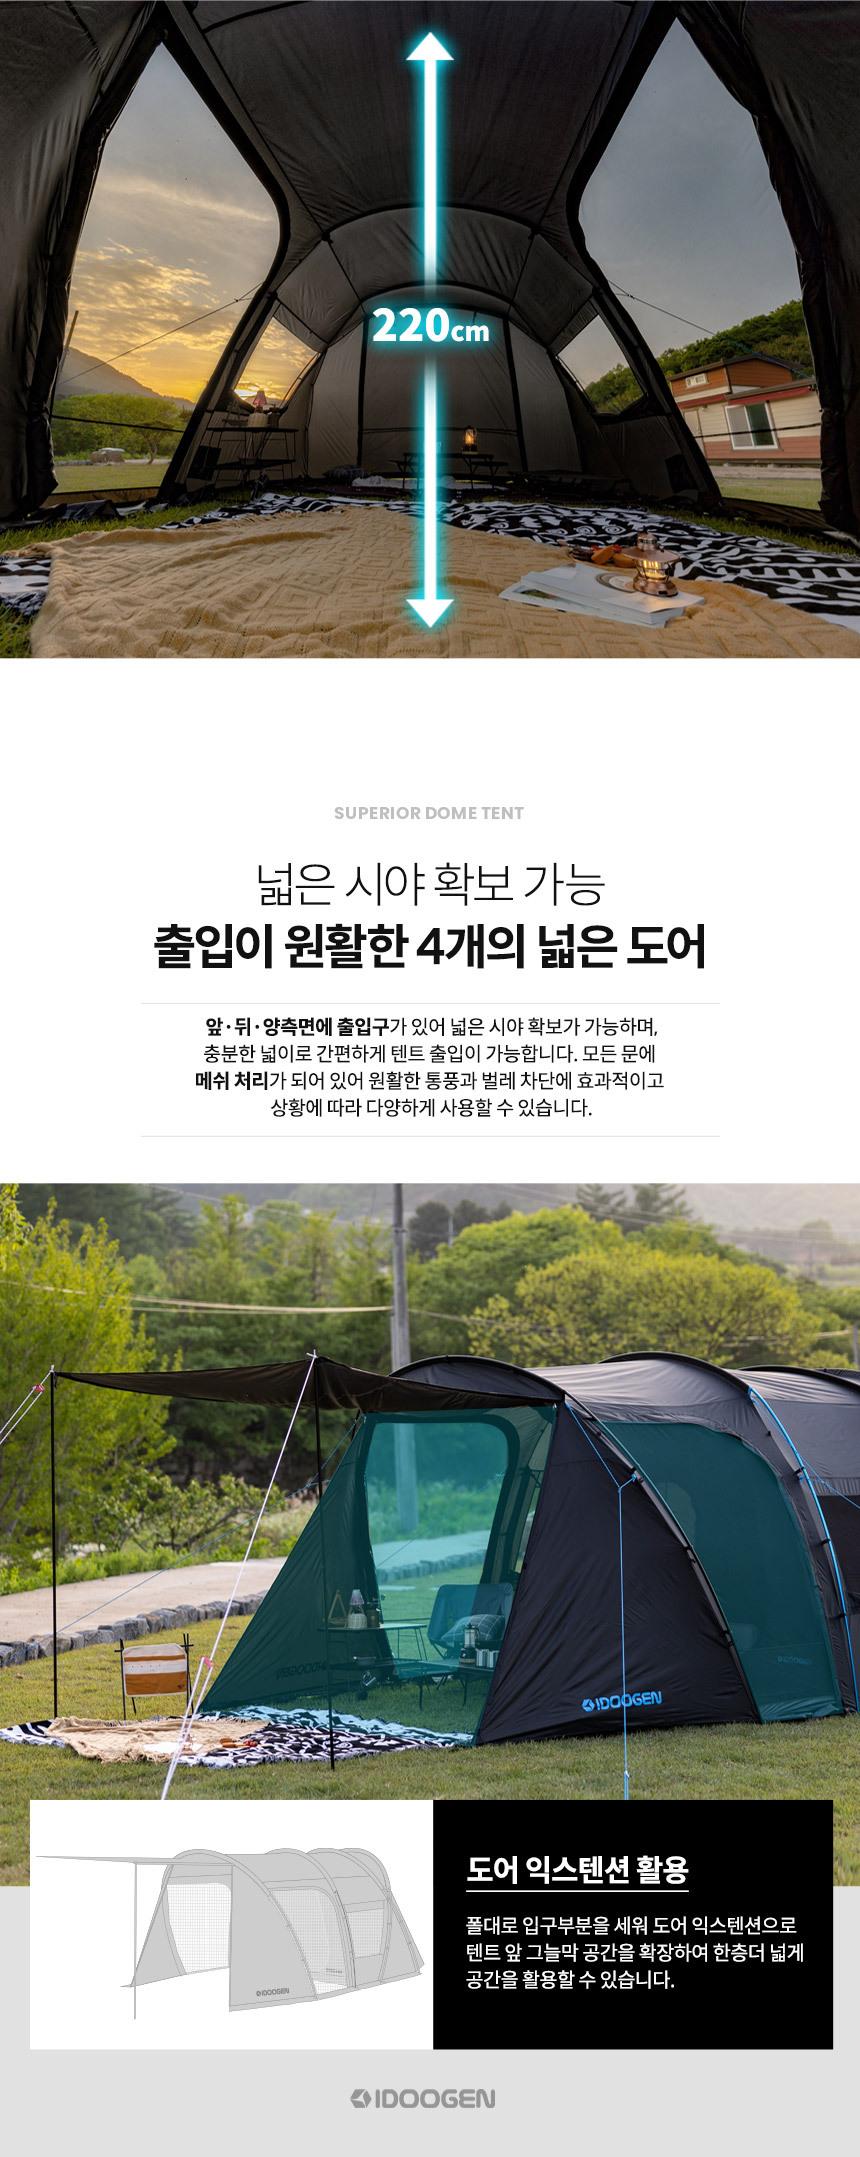 220cm
SUPERIOR DOME TENT
넓은 시야 확보 가능
출입이 원활한 4개의 넓은 도어
앞·뒤·양측면에 출입구가 있어 넓은 시야 확보가 가능하며,
충분한 넓이로 간편하게 텐트 출입이 가능합니다. 모든 문에
메쉬 처리가 되어 있어 원활한 통풍과 벌레 차단에 효과적이고
상황에 따라 다양하게 사용할 수 있습니다.
IDOOGEN
도어 익스텐션 활용
폴대로 입구부분을 세워 도어 익스텐션으로
텐트 앞 그늘막 공간을 확장하여 한층더 넓게
공간을 활용할 수 있습니다.
IDOOGEN
IDOOGEN